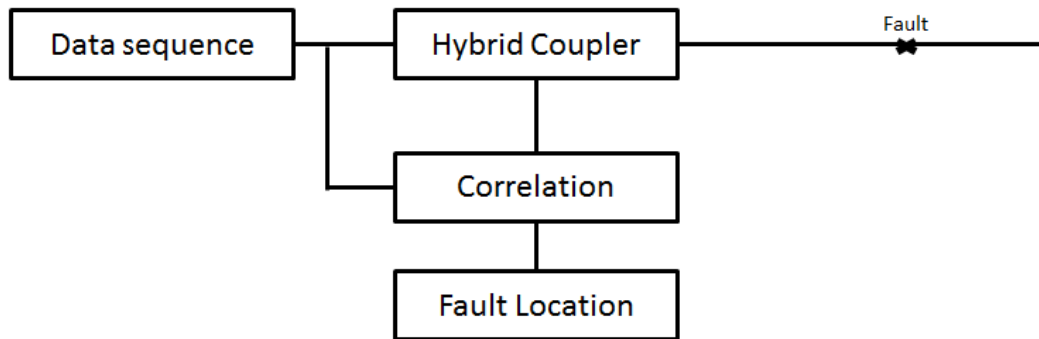 Data sequence
Hybrid Coupler
Fault
Correlation
Fault Location